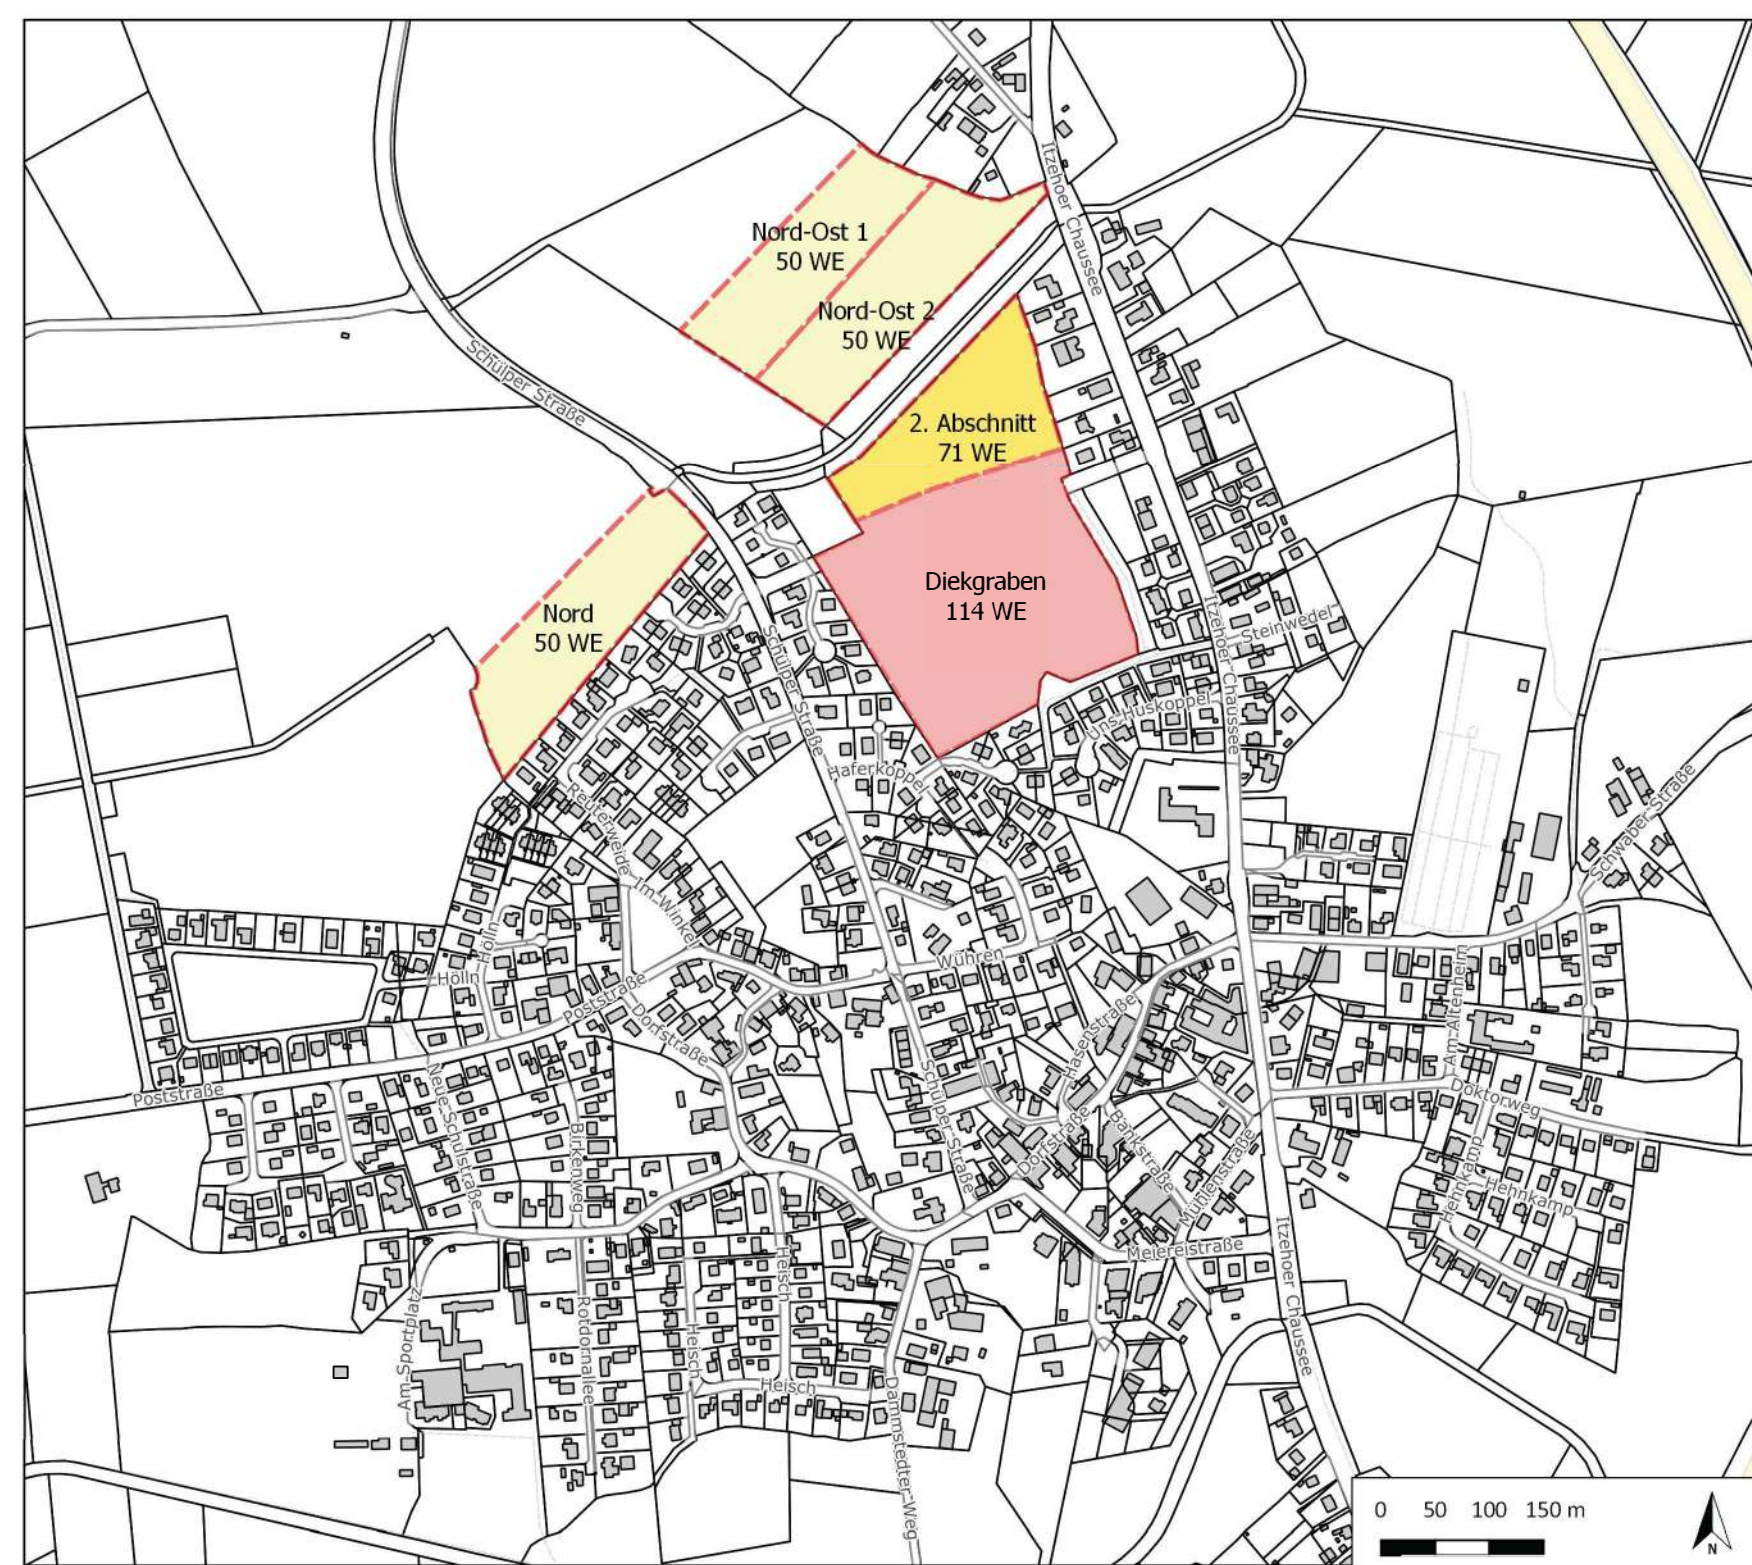 Itzehoer Chaussee
Nord-Ost 1
50 WE
Nord-Ost 2
50 WE
Schülper Straße
2. Abschnitt
71 WE
Diekgraben
114 WE
Nord
50 WE
Itzehoer Chaussee
Steinwedel
Schülper Straße
Uns Huskoppel
Haferkoppel
Reuterweide
Schwaber Straße
Im Winkel
Hölln
Hölln
Wühren
Poststraße
Dorfstraße
Hasenstraße
Am Altenheim
Poststraße
Neue Schulstraße
Birkenweg
Schülper Straße
Dorfstraße
Bankstraße
Mühlenstraße
Doktorweg
Hehnkamp
Hehnkamp
Meiereistraße
Am Sportplatz
Rotdornallee
Heisch
Heisch
Heisch
Dammstedter Weg
Itzehoer Chaussee
0 50 100 150 m
N